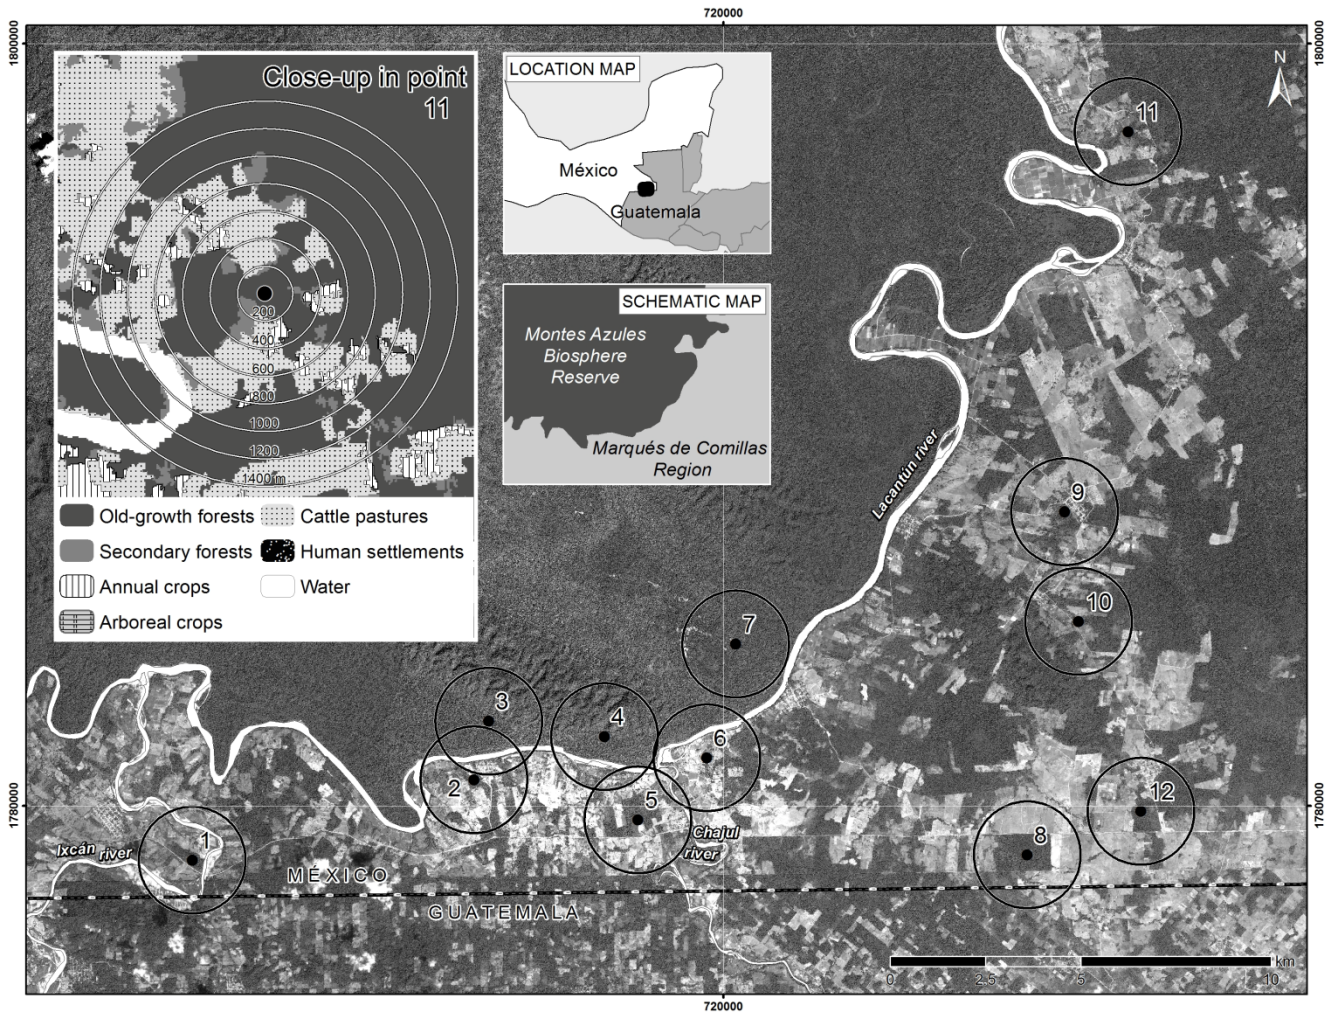 720000
1800000
1800000
Close-up in point
11
200
400
600
800
1000
1200
1400 m
Old-growth forests
Cattle pastures
Secondary forests
Human settlements
Annual crops
Water
Arboreal crops
LOCATION MAP
México
Guatemala
SCHEMATIC MAP
Montes Azules
Biosphere
Reserve
Marqués de Comillas
Region
N
11
Lacantún river
9
10
7
3
4
6
2
5
12
8
1
1780000
1780000
Ixcán river
Chajul
river
MÉXICO
GUATEMALA
km
0
2.5
5
10
720000